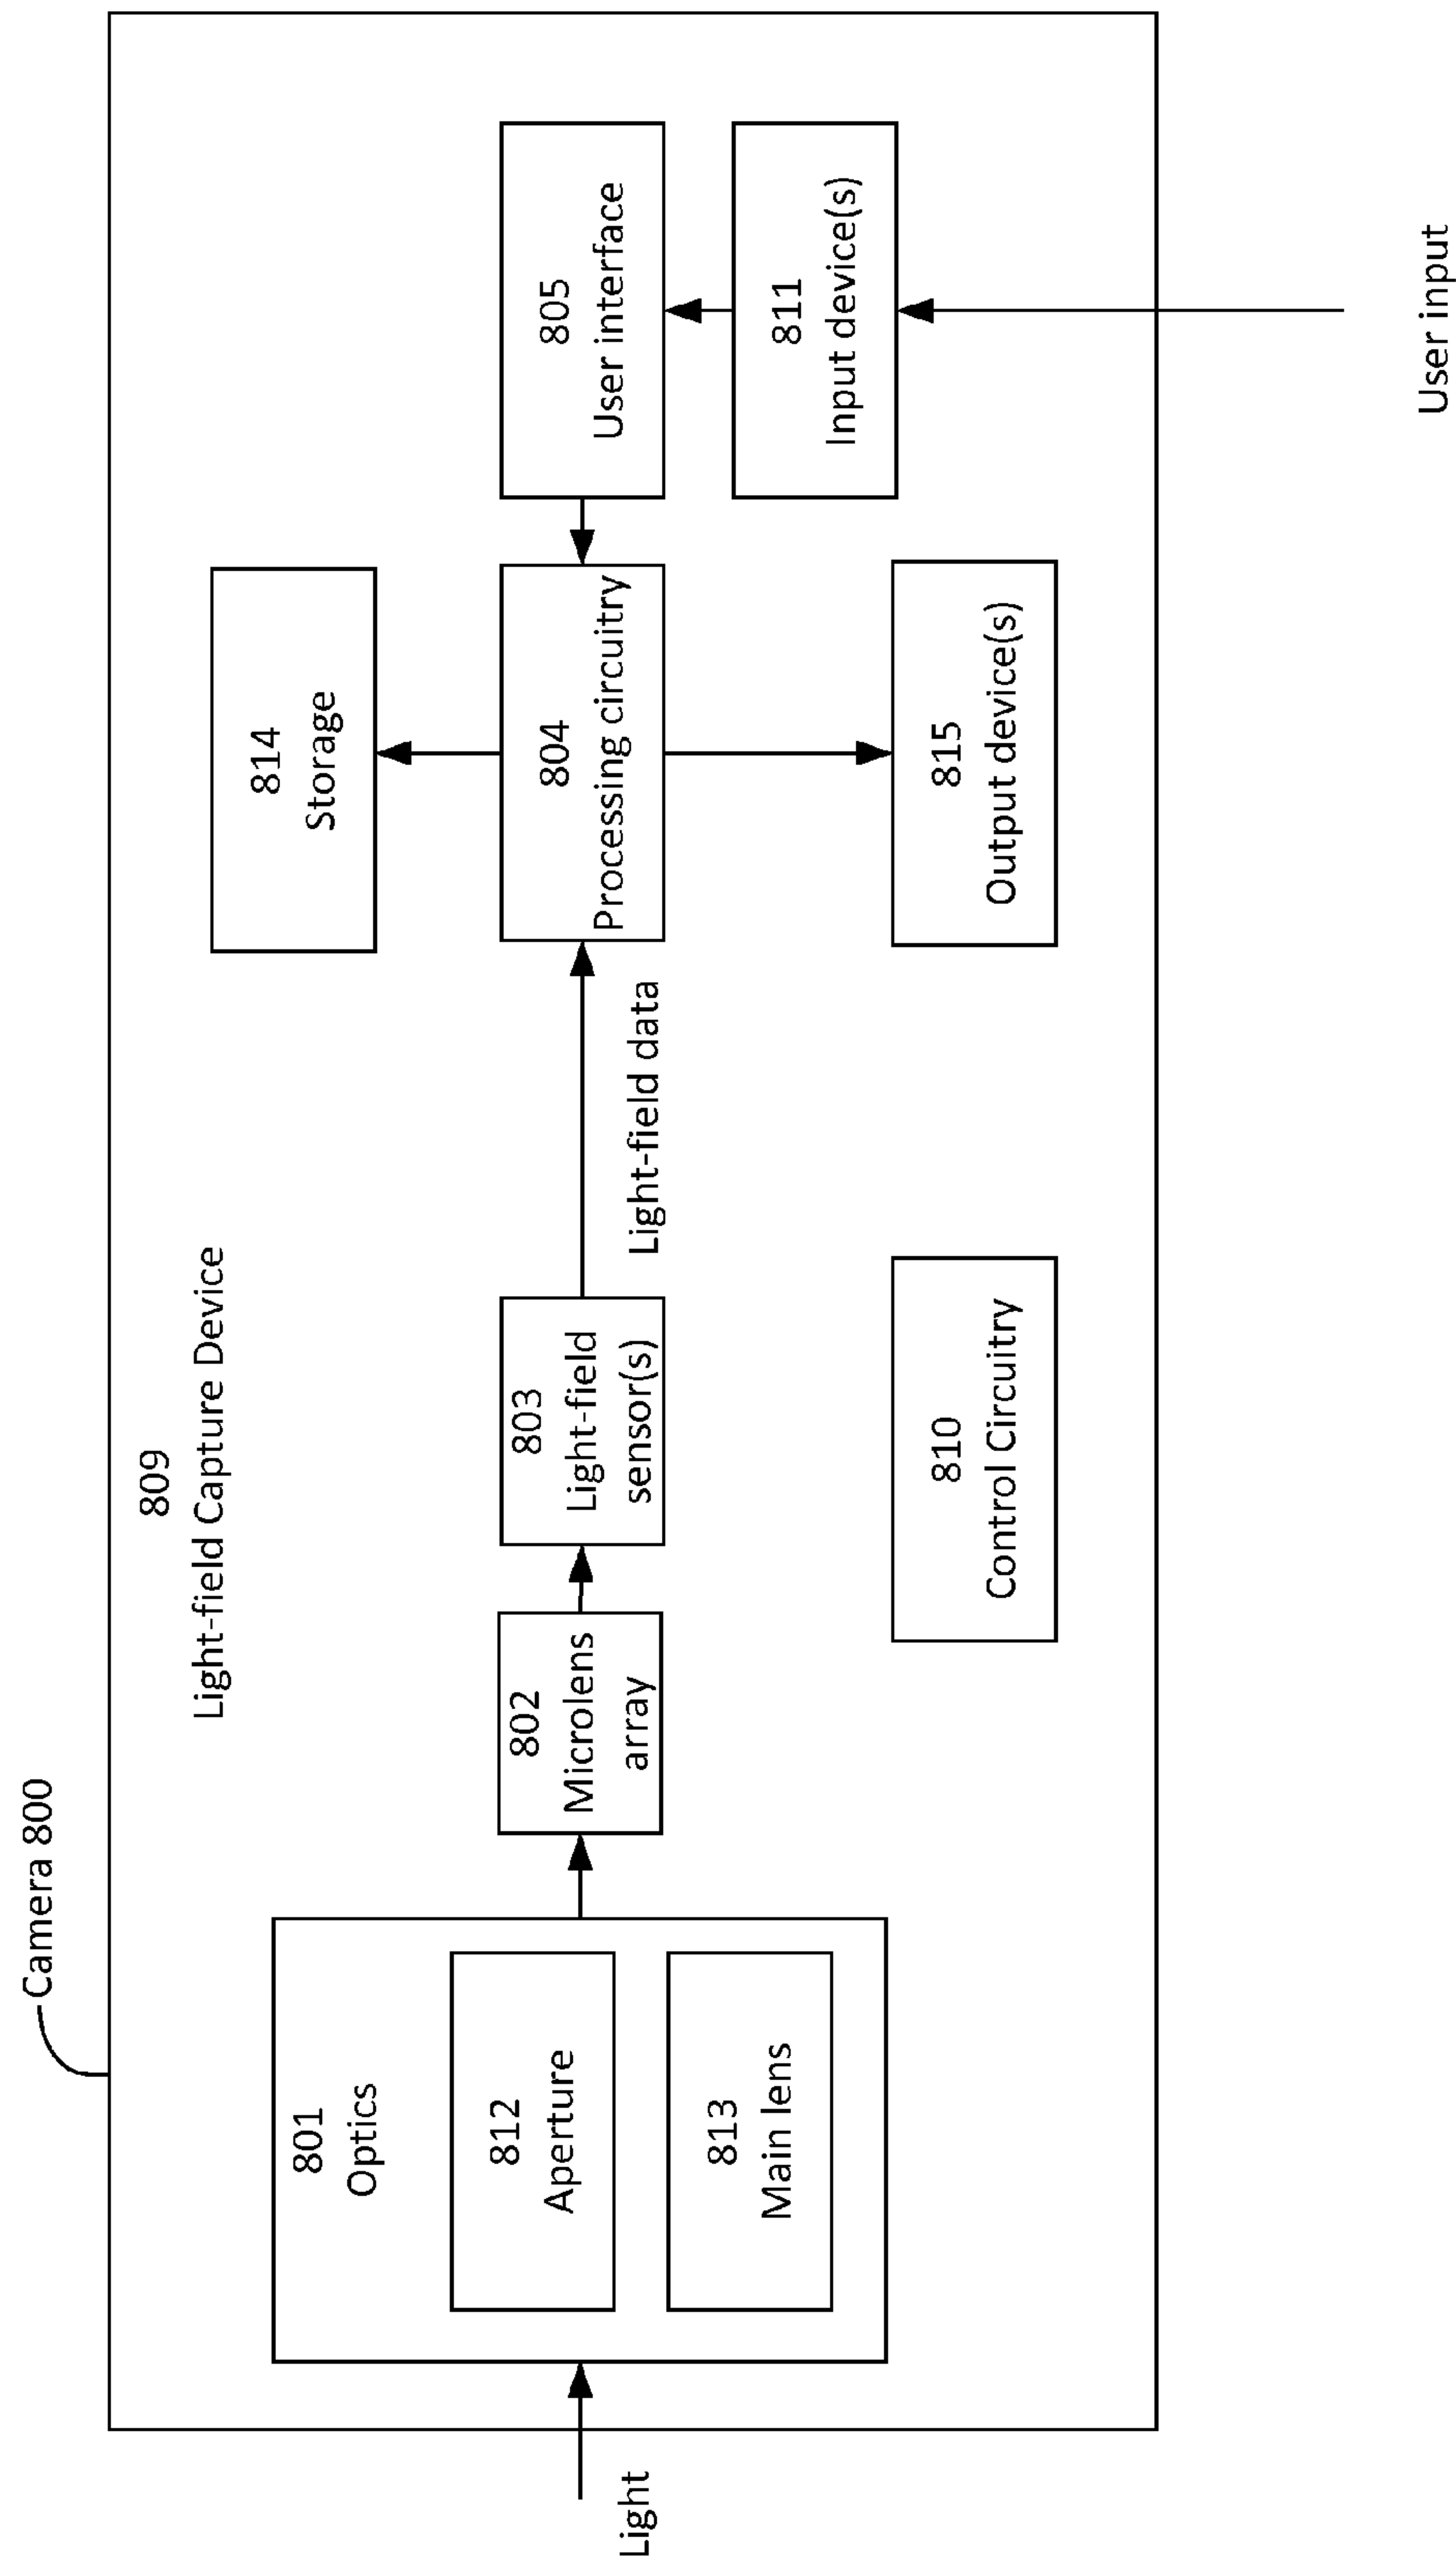 Camera 800
809
Light-field Capture Device
Light
801
Optics
812
Aperture
813
Main lens
802
Microlens
array
803
Light-field
sensor(s)
Light-field data
814
Storage
804
Processing circuitry
805
User interface
811
Input device(s)
810
Control Circuitry
815
Output device(s)
User input